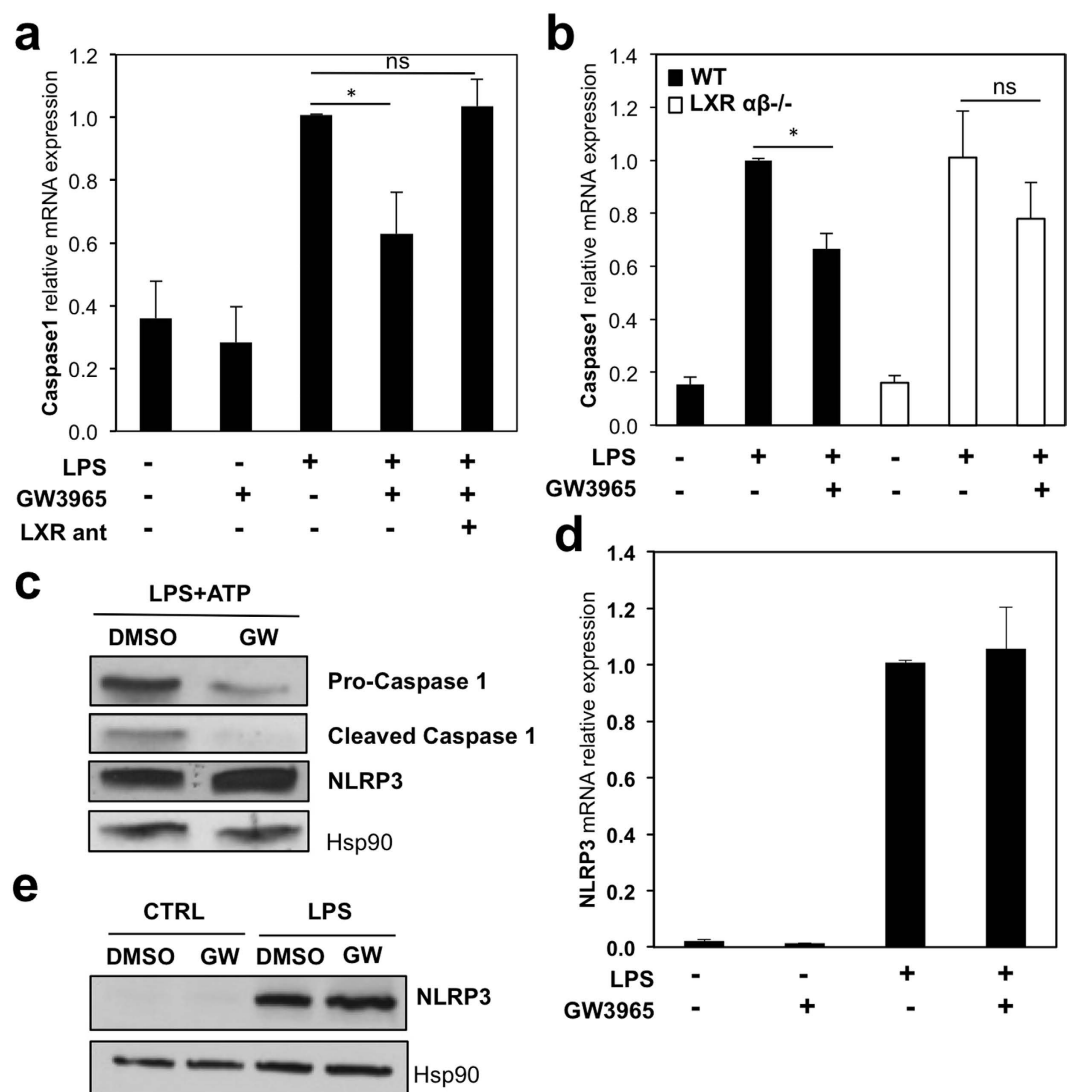 a
Caspase1 relative mRNA expression
1.2
1.0
0.8
0.6
0.4
0.2
0.0
ns
*
LPS - - + + +
GW3965 - + - + +
LXR ant - - - - +
b
Caspase1 relative mRNA expression
1.4
1.2
1.0
0.8
0.6
0.4
0.2
0.0
WT
LXR αβ-/-
*
ns
LPS - + + - + +
GW3965 - - + - - +
c
LPS+ATP
DMSO GW
Pro-Caspase 1
Cleaved Caspase 1
NLRP3
Hsp90
d
NLRP3 mRNA relative expression
1.4
1.2
1.0
0.8
0.6
0.4
0.2
0.0
LPS - - + +
GW3965 - + - +
e
CTRL LPS
DMSO GW DMSO GW
NLRP3
Hsp90